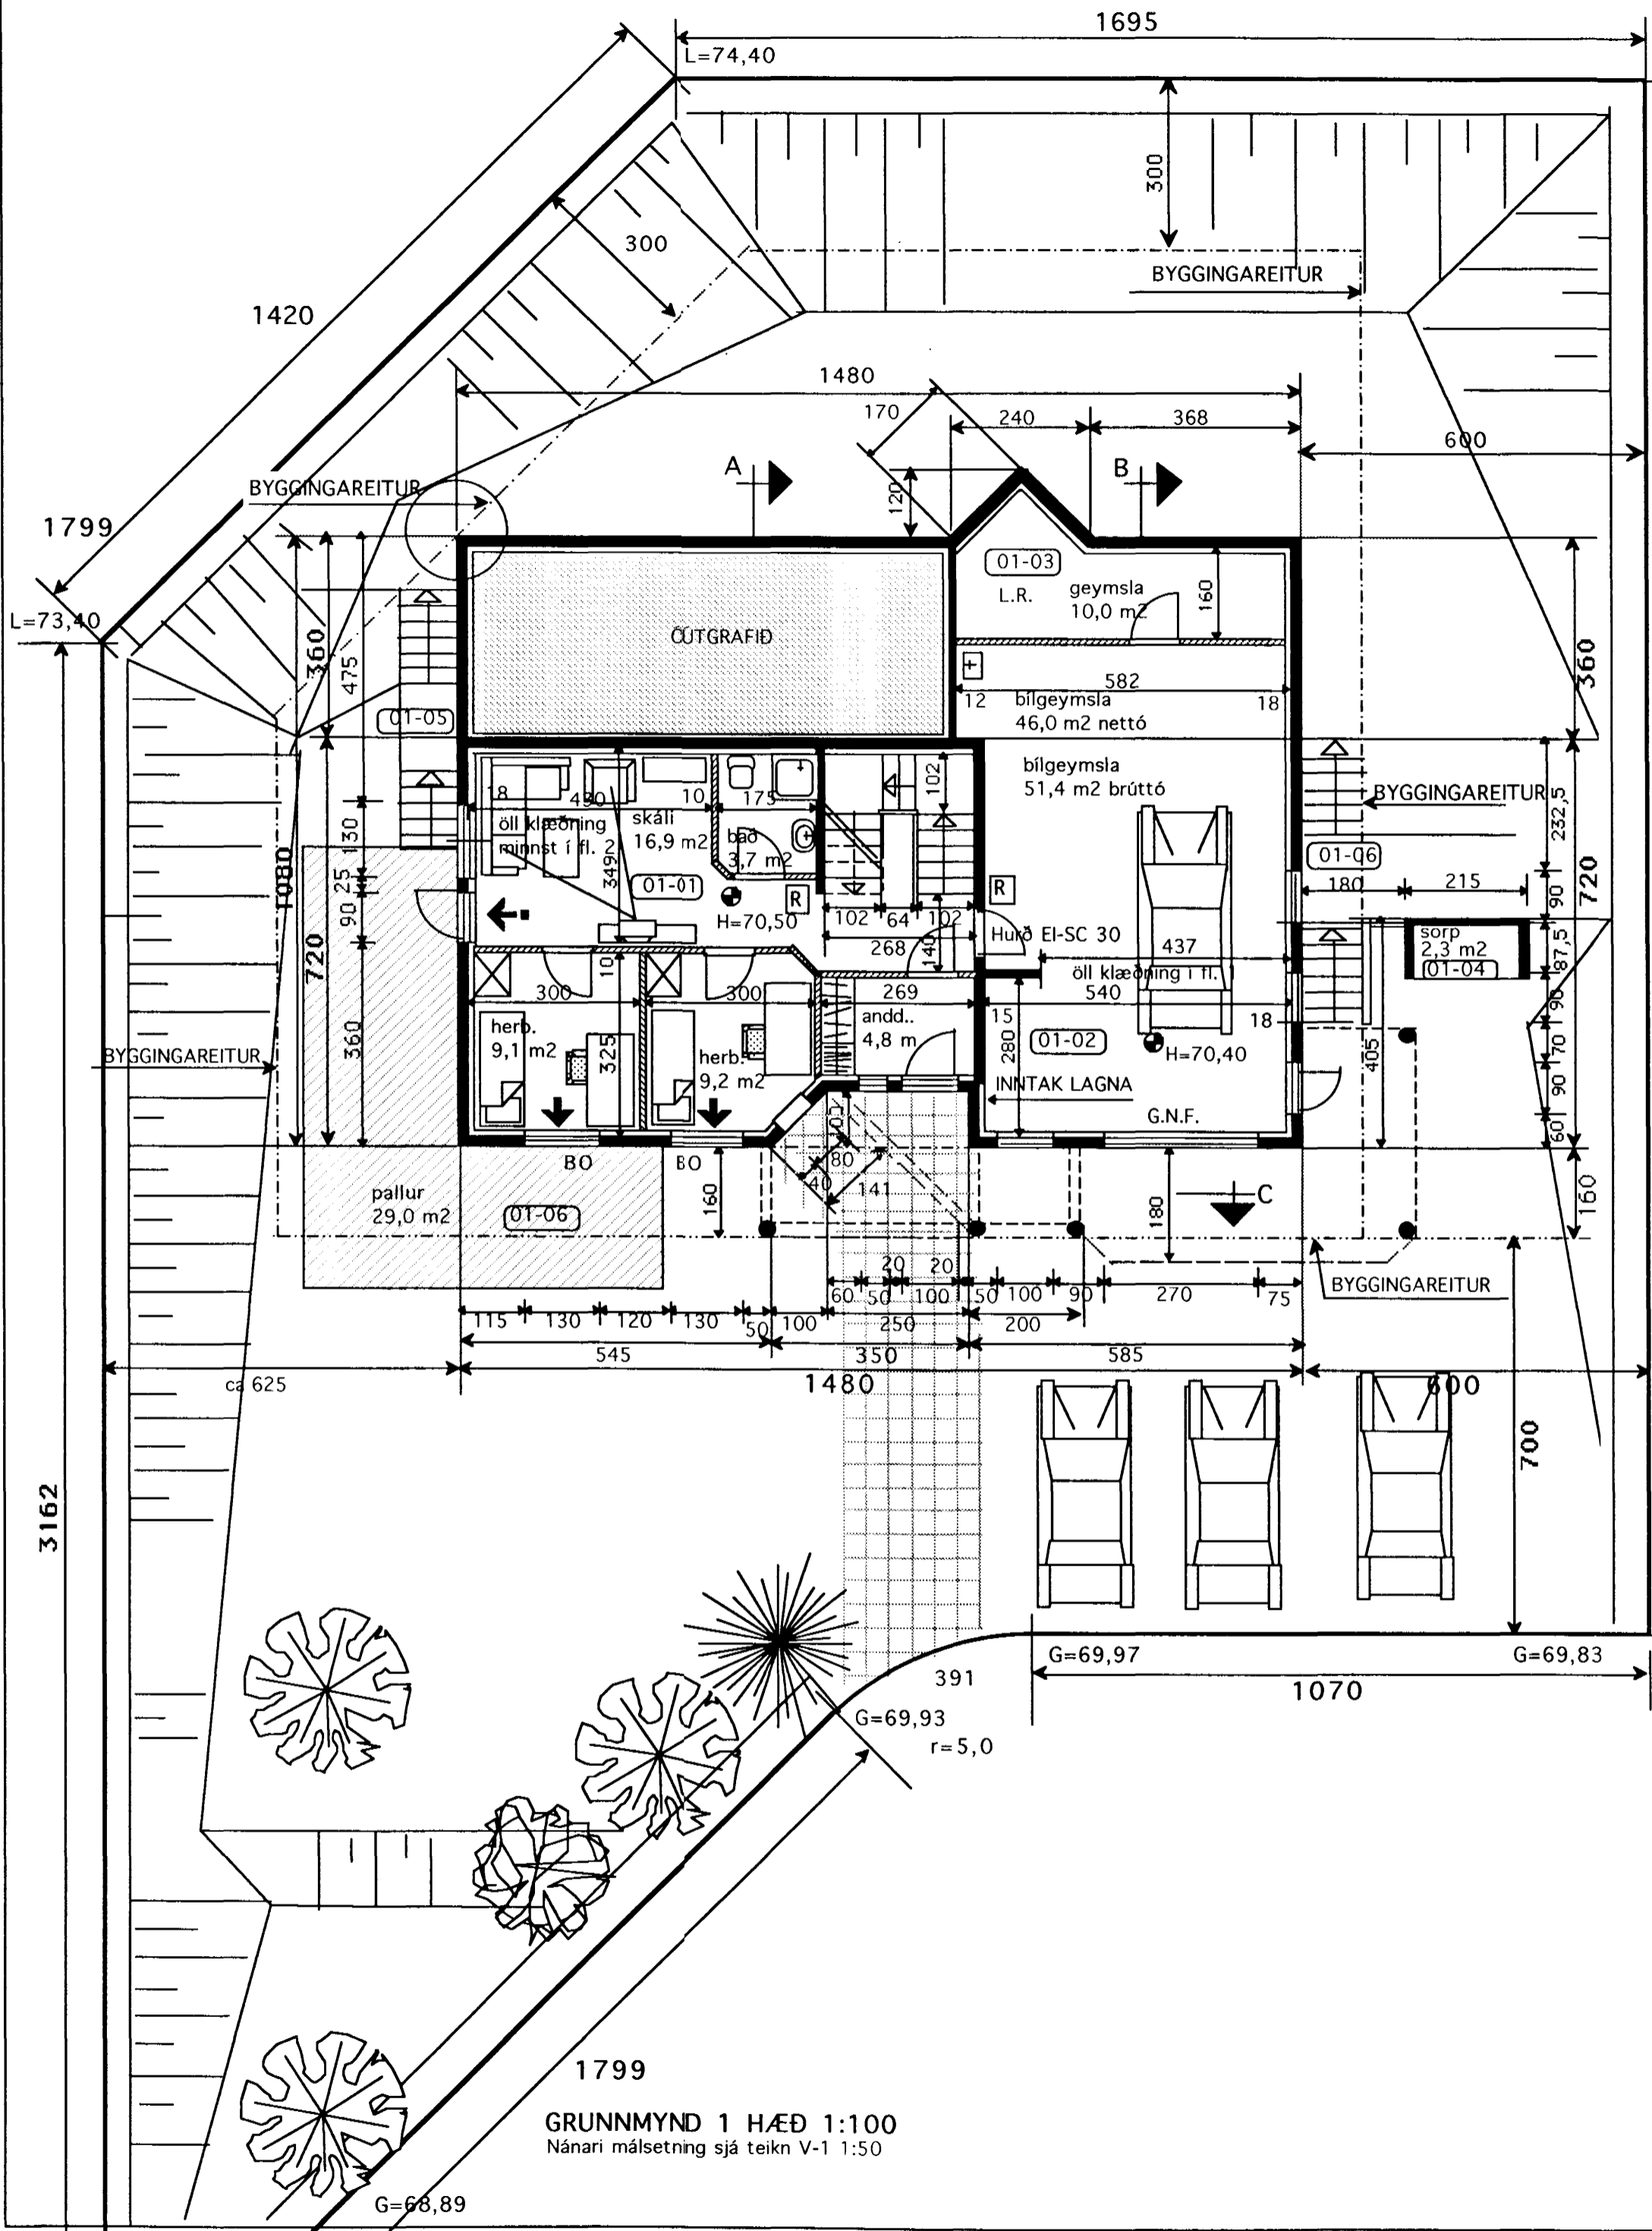 1695
L=74,40
300
300
BYGGINGAREITUR
1420
1480
170
240
368
600
A
B
120
BYGGINGAREITUR
1799
01-03
L.R.
geymsla
10,0 m2
160
L=73,40
360
475
360
582
12
bílgeymsla
18
46,0 m2 nettó
01-05
bílgeymsla
51,4 m2 brúttó
102
BYGGINGAREITUR
232,5
18
10
175
öll klæðning
skáli
minnst í fl. 2
16,9 m2
bað
3,7 m2
349
130
1080
01-01
R
R
01-06
25
90
H=70,50
102
64
102
180
215
90
720
720
268
140
Hurð EI-SC 30
437
sorp
2,3 m2
01-04
87,5
10
öll klæðning í fl. 1
300
300
269
540
90
herb.
9,1 m2
andd..
4,8 m
15
18
280
01-02
H=70,40
405
70
360
325
herb.
9,2 m2
BYGGINGAREITUR
INNTAK LAGNA
90
G.N.F.
60
BO
BO
80
40
141
160
pallur
29,0 m2
01-06
180
C
160
20
20
60
50
100
50
100
90
270
75
BYGGINGAREITUR
115
130
120
130
50
100
250
200
545
350
585
ca 625
1480
600
700
3162
G=69,97
G=69,83
391
1070
G=69,93
r=5,0
1799
GRUNNMYND 1 HÆÐ 1:100
Nánari málsetning sjá teikn V-1 1:50
G=68,89